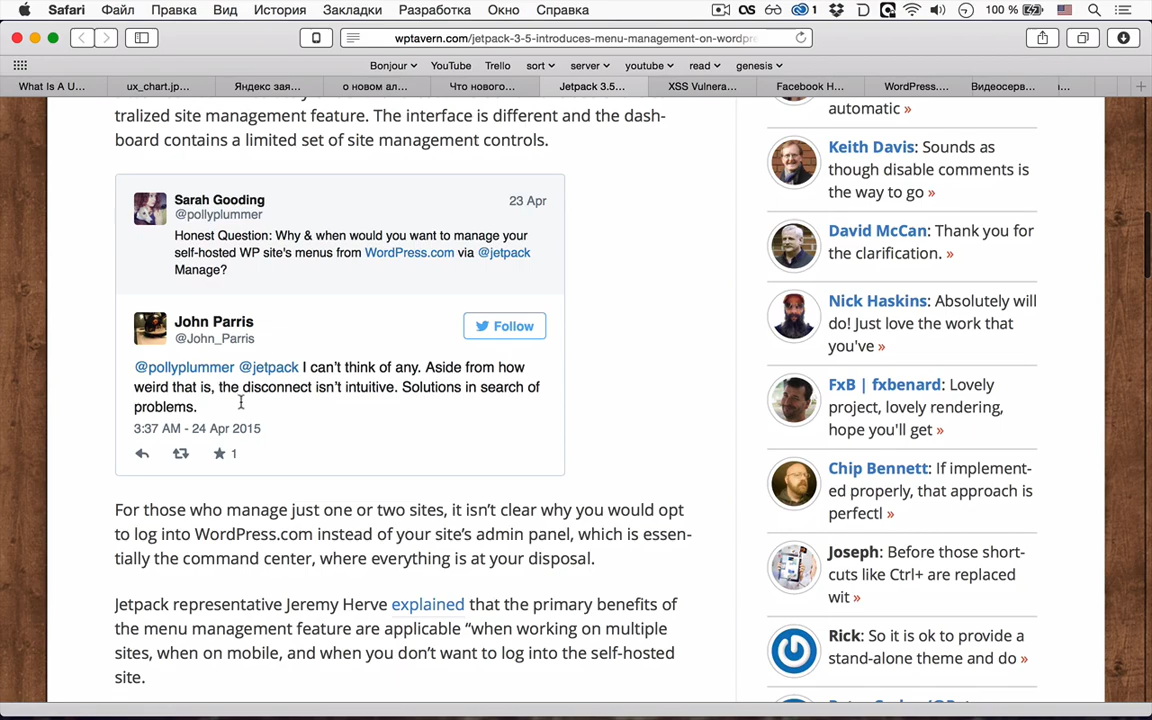 Safari Файл Правка Вид История Закладки Разработка Окно Справка 1 100 %
wptavern.com/jetpack-3-5-introduces-menu-management-on-wordpr
Bonjour YouTube Trello sort server youtube read genesis
What Is A U... ux_chart.jp... Яндекс зая... о новом ал... Что нового... Jetpack 3.5... XSS Vulnera... Facebook H... WordPress.... Видеосерв... i...
tralized site management feature. The interface is different and the dash-
board contains a limited set of site management controls.
Sarah Gooding 23 Apr
@pollyplummer
Honest Question: Why & when would you want to manage your
self-hosted WP site's menus from WordPress.com via @jetpack
Manage?
John Parris Follow
@John_Parris
@pollyplummer @jetpack I can't think of any. Aside from how
weird that is, the disconnect isn't intuitive. Solutions in search of
problems.
3:37 AM - 24 Apr 2015
1
For those who manage just one or two sites, it isn't clear why you would opt
to log into WordPress.com instead of your site's admin panel, which is essen-
tially the command center, where everything is at your disposal.
Jetpack representative Jeremy Herve explained that the primary benefits of
the menu management feature are applicable “when working on multiple
sites, when on mobile, and when you don't want to log into the self-hosted
site.
automatic »
Keith Davis: Sounds as
though disable comments is
the way to go »
David McCan: Thank you for
the clarification. »
Nick Haskins: Absolutely will
do! Just love the work that
you've »
FxB | fxbenard: Lovely
project, lovely rendering,
hope you'll get »
Chip Bennett: If implement-
ed properly, that approach is
perfectl »
Joseph: Before those short-
cuts like Ctrl+ are replaced
wit »
Rick: So it is ok to provide a
stand-alone theme and do »